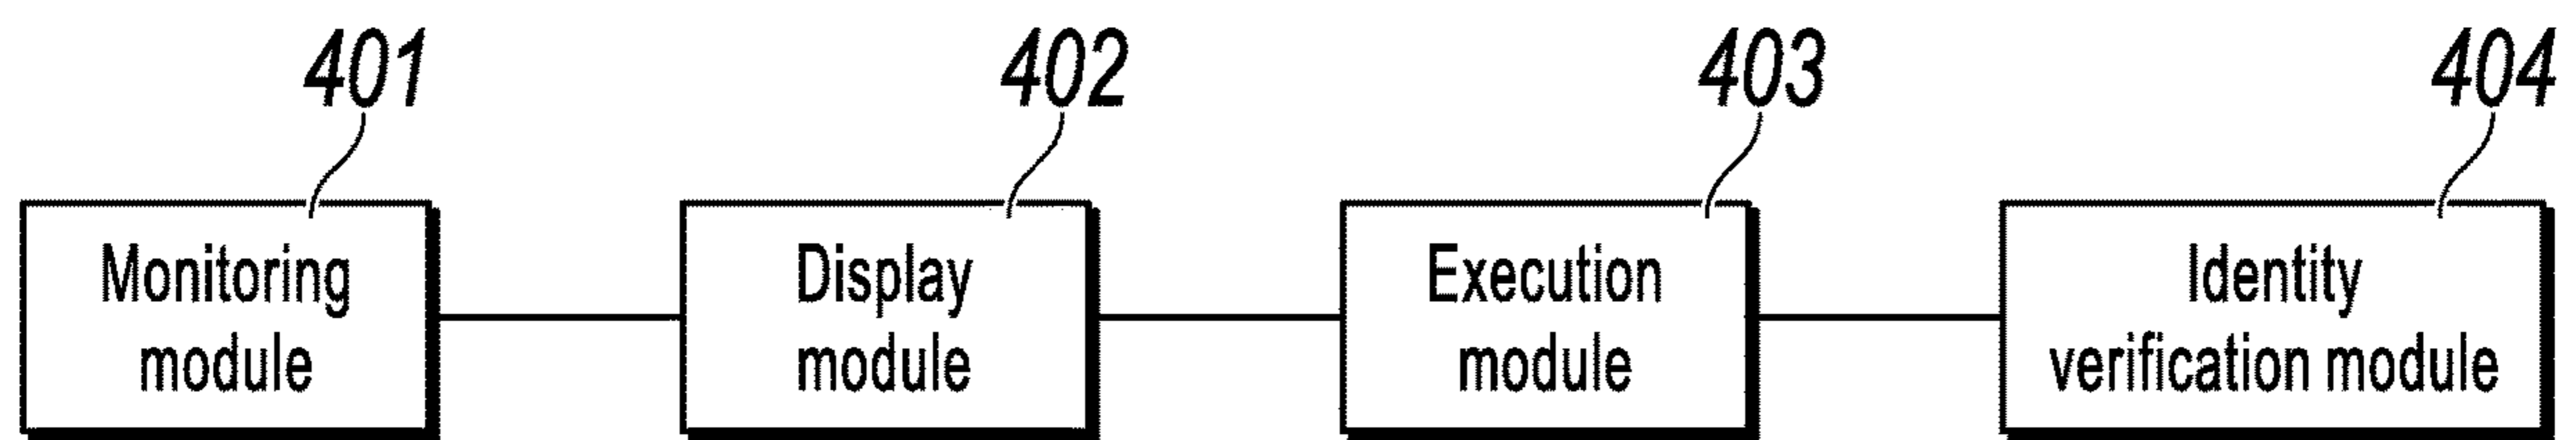 401
402
403
404
Monitoring
module
Display
module
Execution
module
Identity
verification module